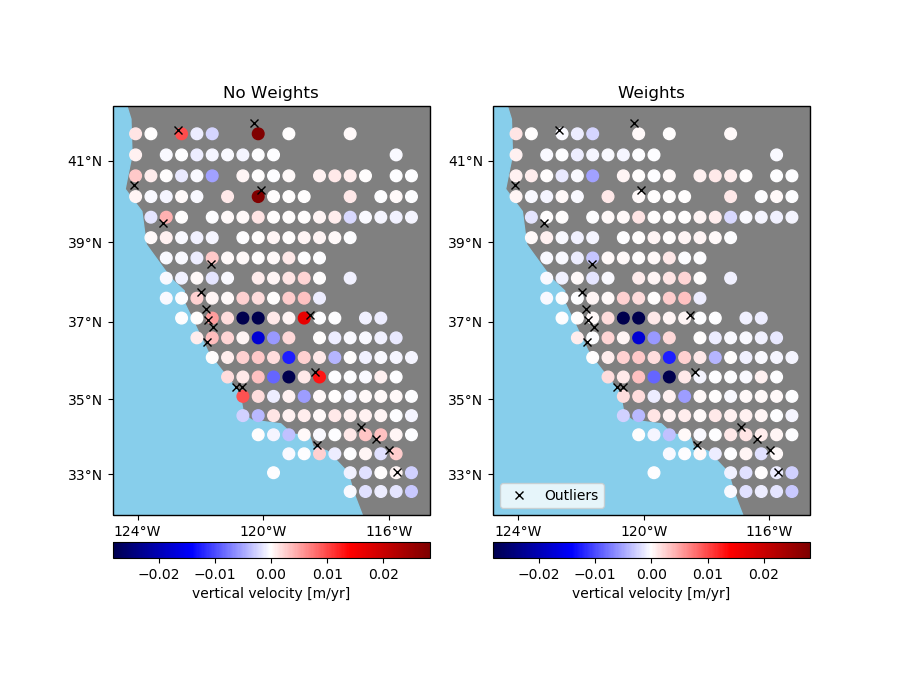 No Weights Weights
41°N 41°N
39°N 39°N
37°N 37°N
35°N 35°N
33°N 33°N
Outliers
124°W 120°W 116°W 124°W 120°W 116°W
−0.02 −0.01 0.00 0.01 0.02 −0.02 −0.01 0.00 0.01 0.02
vertical velocity [m/yr] vertical velocity [m/yr]